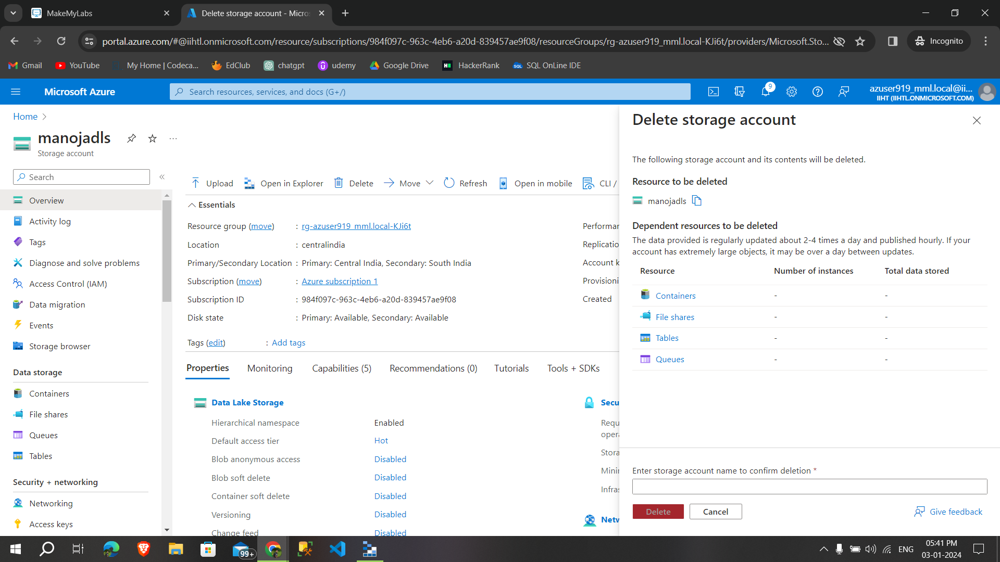 MakeMyLabs
Delete storage account - Micros
portal.azure.com/#@iihtl.onmicrosoft.com/resource/subscriptions/984f097c-963c-4eb6-a20d-839457ae9f08/resourceGroups/rg-azuser919_mml.local-KJi6t/providers/Microsoft.Sto...
Incognito
Gmail
YouTube
My Home | Codeca...
EdClub
chatgpt
udemy
Google Drive
HackerRank
SQL OnLine IDE
Microsoft Azure
Search resources, services, and docs (G+/)
9
azuser919_mml.local@ii...
IIHT (IIHTL.ONMICROSOFT.COM)
Home
manojadls
Storage account
Search
Overview
Activity log
Tags
Diagnose and solve problems
Access Control (IAM)
Data migration
Events
Storage browser
Data storage
Containers
File shares
Queues
Tables
Security + networking
Networking
Access keys
Upload
Open in Explorer
Delete
Move
Refresh
Open in mobile
CLI /
Essentials
Resource group (move) : rg-azuser919_mml.local-KJi6t
Location : centralindia
Primary/Secondary Location : Primary: Central India, Secondary: South India
Subscription (move) : Azure subscription 1
Subscription ID : 984f097c-963c-4eb6-a20d-839457ae9f08
Disk state : Primary: Available, Secondary: Available
Tags (edit) : Add tags
Performan
Replicatio
Account k
Provisioni
Created
Properties
Monitoring
Capabilities (5)
Recommendations (0)
Tutorials
Tools + SDKs
Data Lake Storage
Hierarchical namespace Enabled
Default access tier Hot
Blob anonymous access Disabled
Blob soft delete Disabled
Container soft delete Disabled
Versioning Disabled
Change feed Disabled
Secu
Requ
opera
Stora
Mini
Infras
Netw
Delete storage account
The following storage account and its contents will be deleted.
Resource to be deleted
manojadls
Dependent resources to be deleted
The data provided is regularly updated about 2-4 times a day and published hourly. If your
account has extremely large objects, it may be over a day between updates.
Resource Number of instances Total data stored
Containers - -
File shares - -
Tables - -
Queues - -
Enter storage account name to confirm deletion *
Delete
Cancel
Give feedback
99+
ENG
05:41 PM
03-01-2024